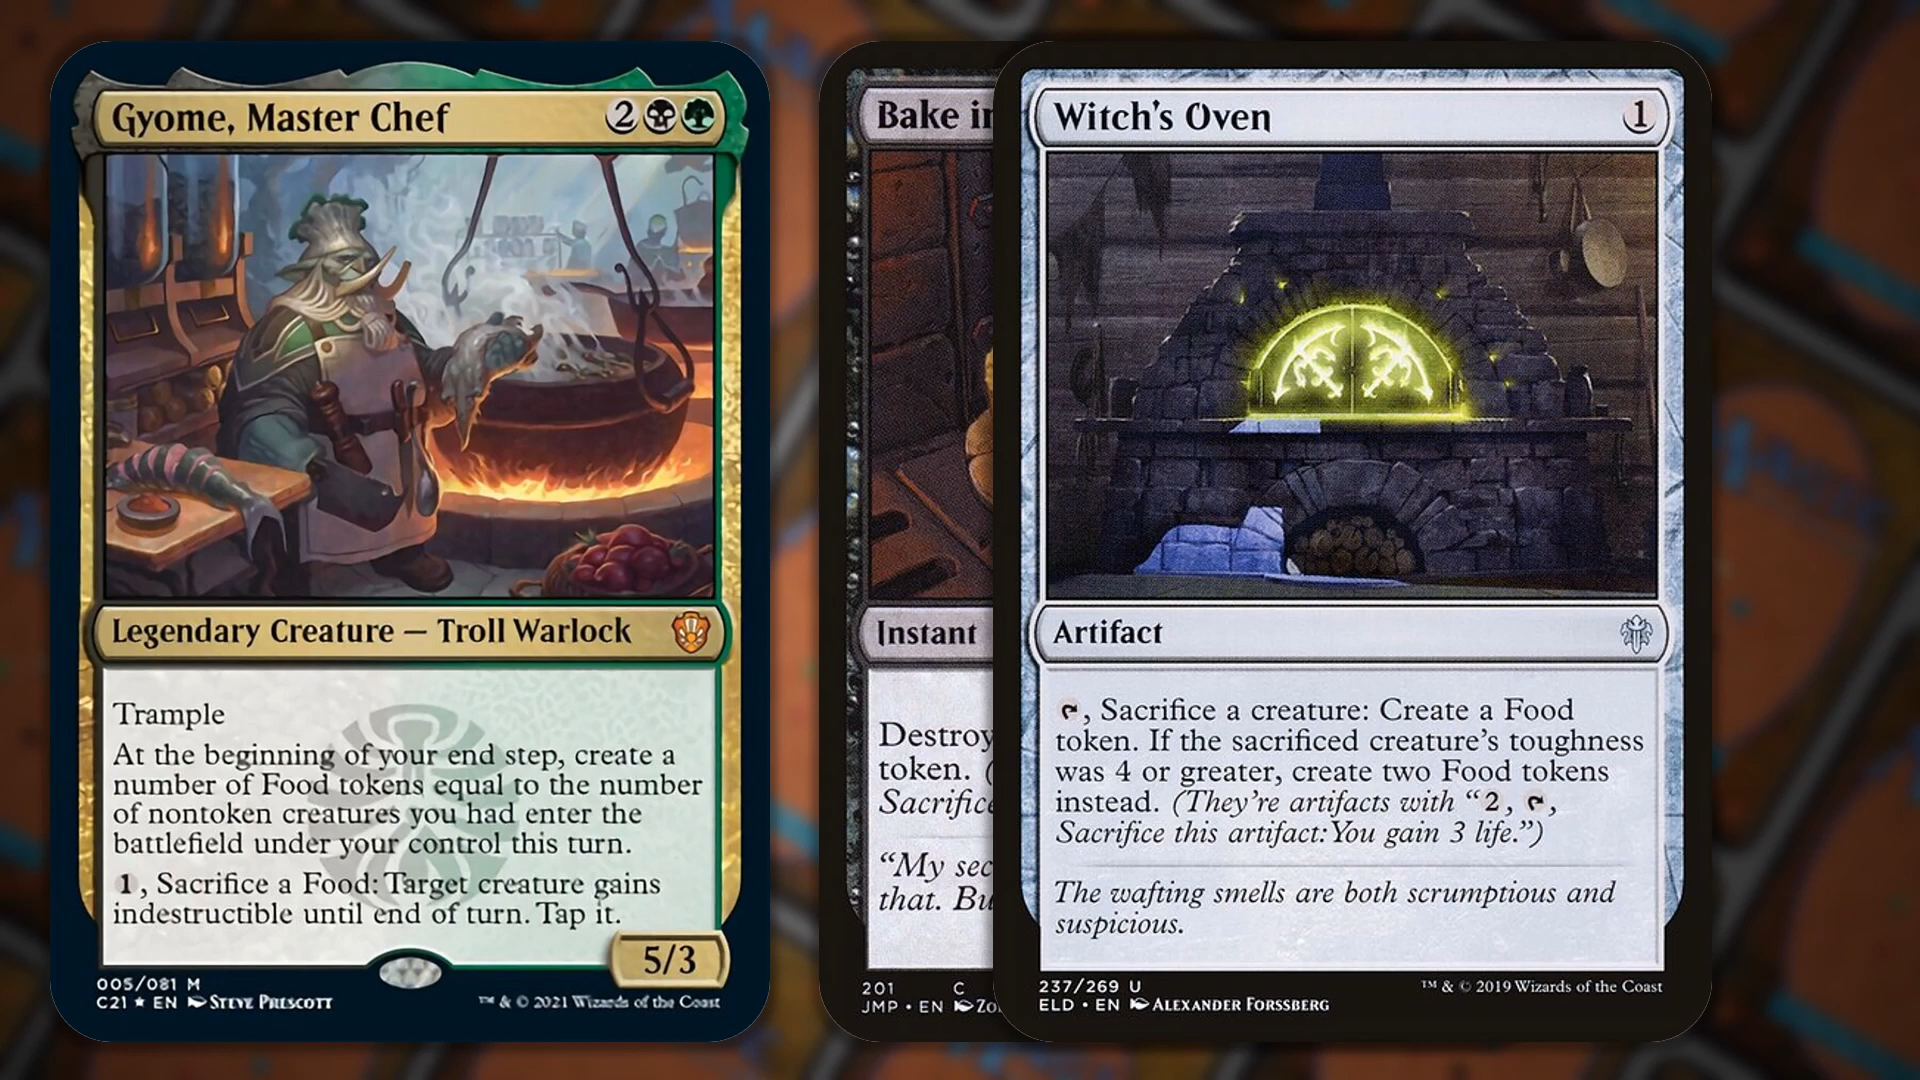 Gyome, Master Chef 2
Legendary Creature — Troll Warlock
Trample
At the beginning of your end step, create a
number of Food tokens equal to the number
of nontoken creatures you had enter the
battlefield under your control this turn.
1, Sacrifice a Food: Target creature gains
indestructible until end of turn. Tap it.
5/3
005/081 M
C21 ★ EN STEVE PRESCOTT
™ & © 2021 Wizards of the Coast
Bake in
Instant
Destroy
token. (
Sacrifice
“My sec
that. Bu
201 C
JMP • EN
Witch's Oven 1
Artifact
, Sacrifice a creature: Create a Food
token. If the sacrificed creature's toughness
was 4 or greater, create two Food tokens
instead. (They're artifacts with “2, ,
Sacrifice this artifact: You gain 3 life.”)
The wafting smells are both scrumptious and
suspicious.
237/269 U
ELD • EN ALEXANDER FORSSBERG
™ & © 2019 Wizards of the Coast